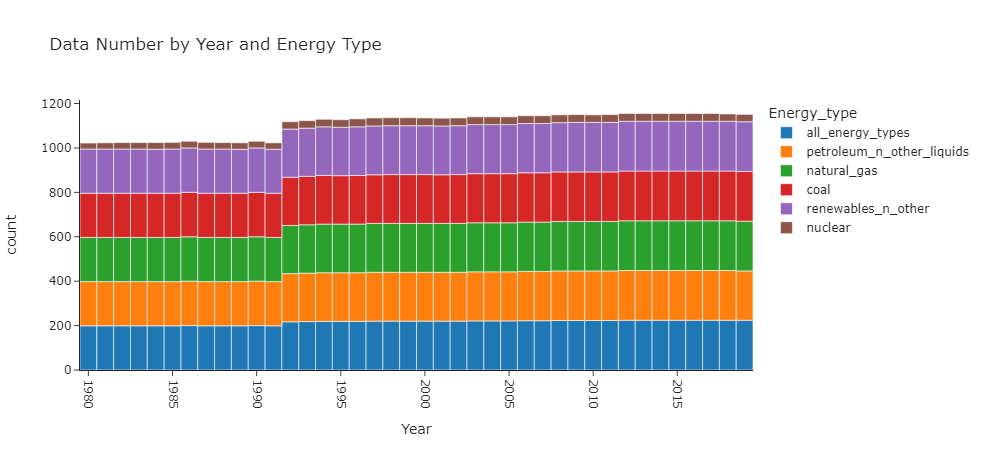 Data Number by Year and Energy Type
Energy_type
all_energy_types
petroleum_n_other_liquids
natural_gas
coal
renewables_n_other
nuclear
count
1200
1000
800
600
400
200
0
1980
1985
1990
1995
2000
2005
2010
2015
Year